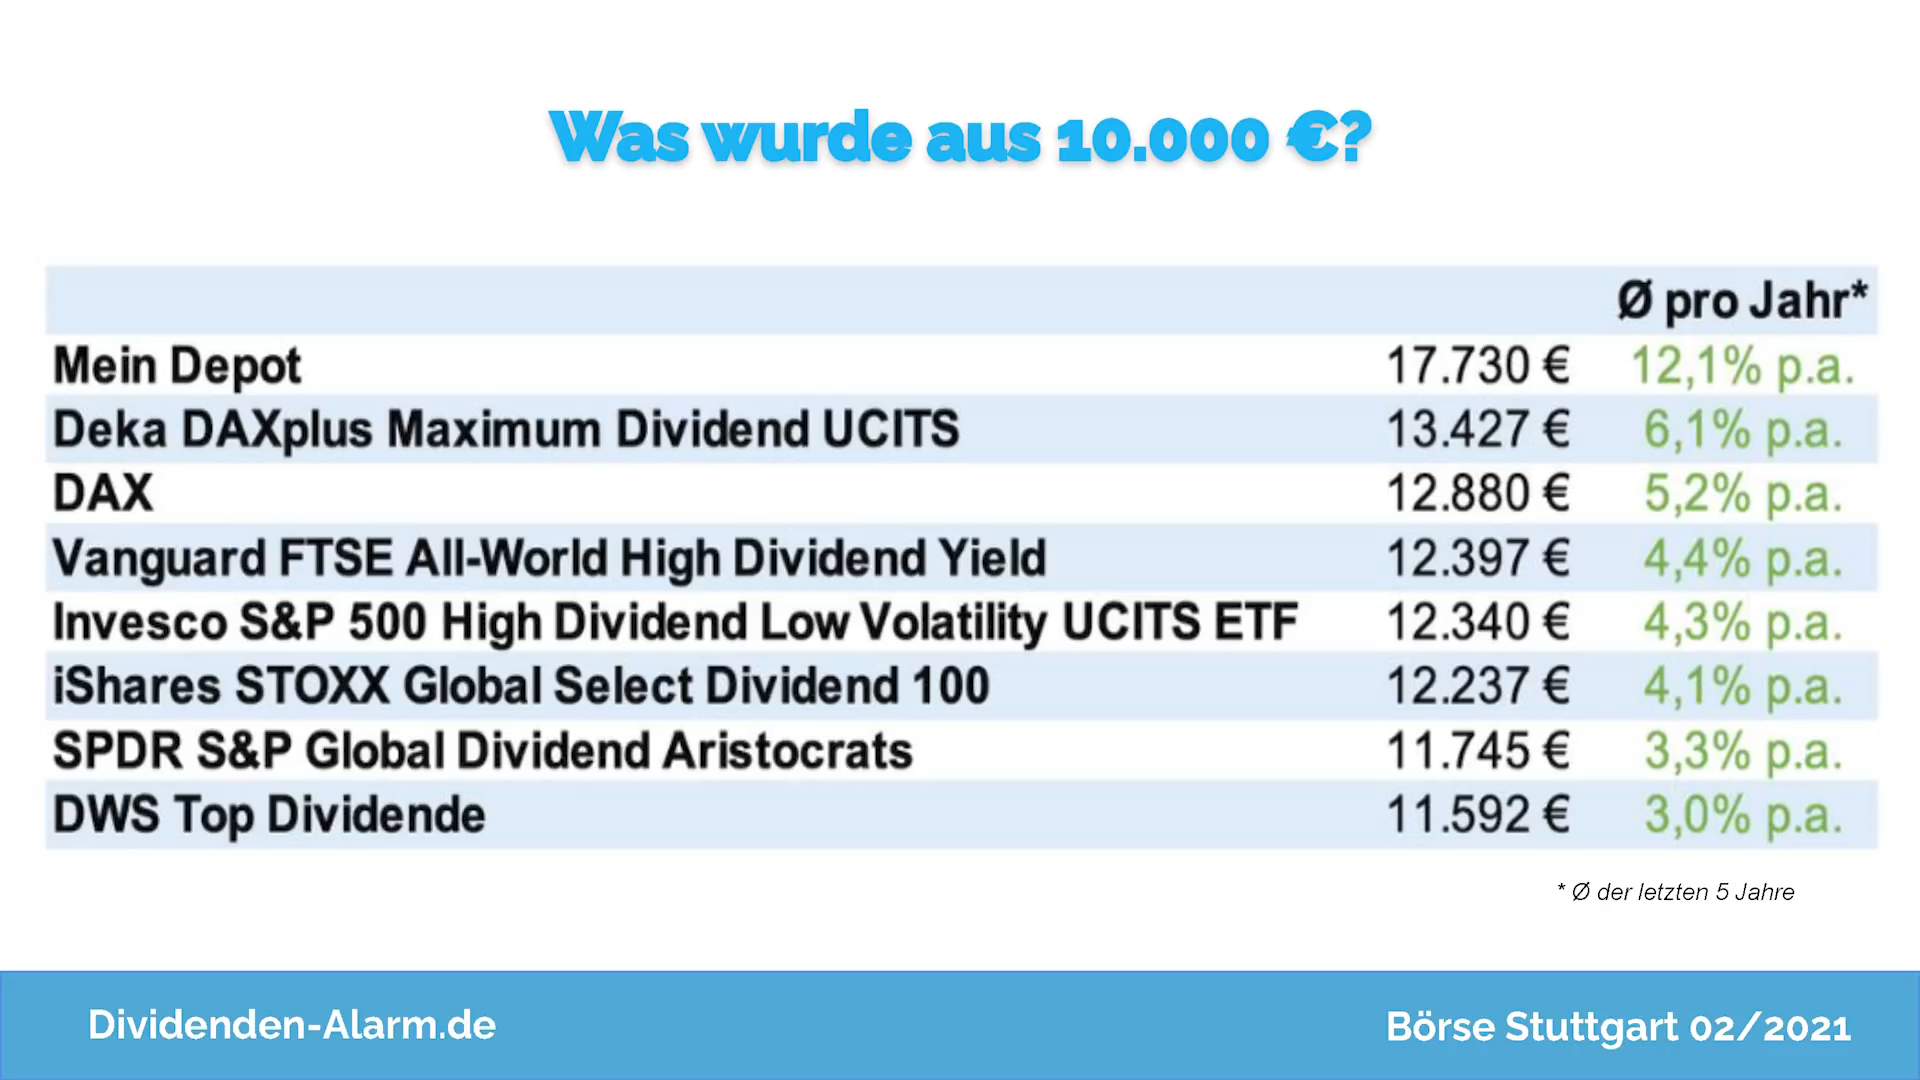 Was wurde aus 10.000 €?
Ø pro Jahr*
Mein Depot 17.730 € 12,1% p.a.
Deka DAXplus Maximum Dividend UCITS 13.427 € 6,1% p.a.
DAX 12.880 € 5,2% p.a.
Vanguard FTSE All-World High Dividend Yield 12.397 € 4,4% p.a.
Invesco S&P 500 High Dividend Low Volatility UCITS ETF 12.340 € 4,3% p.a.
iShares STOXX Global Select Dividend 100 12.237 € 4,1% p.a.
SPDR S&P Global Dividend Aristocrats 11.745 € 3,3% p.a.
DWS Top Dividende 11.592 € 3,0% p.a.
* Ø der letzten 5 Jahre
Dividenden-Alarm.de Börse Stuttgart 02/2021